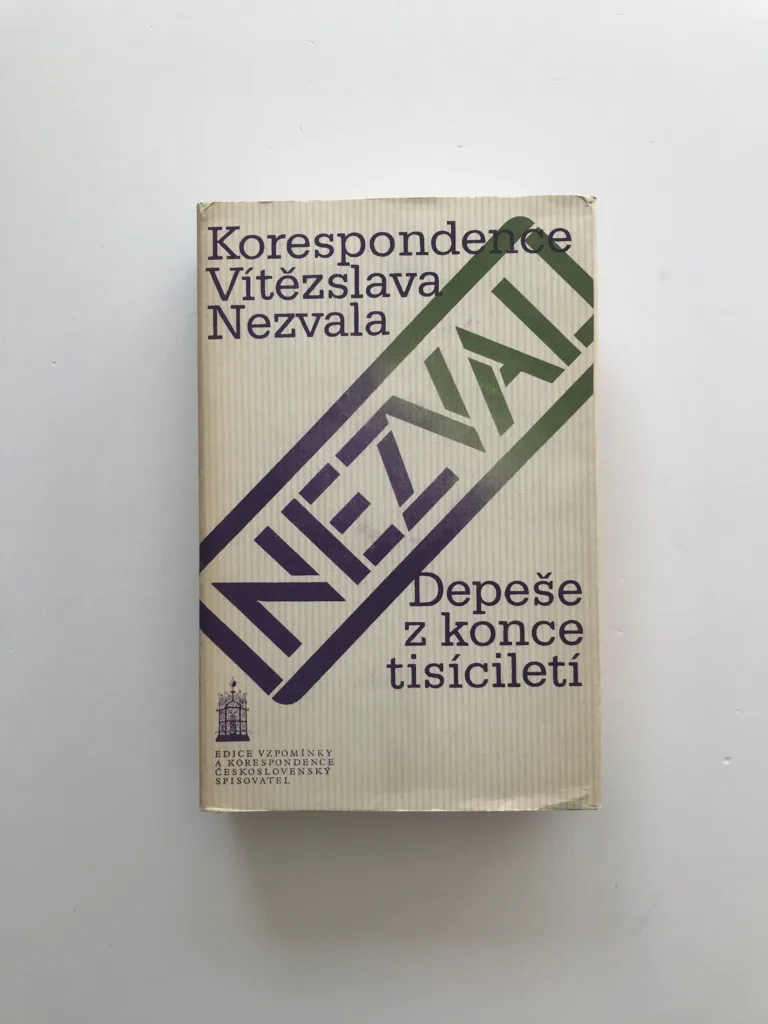 Korespondence
Vítězslava
Nezvala
NEZVAL
Depeše
z konce
tisíciletí
EDICE VZPOMÍNKY
A KORESPONDENCE
ČESKOSLOVENSKÝ
SPISOVATEL